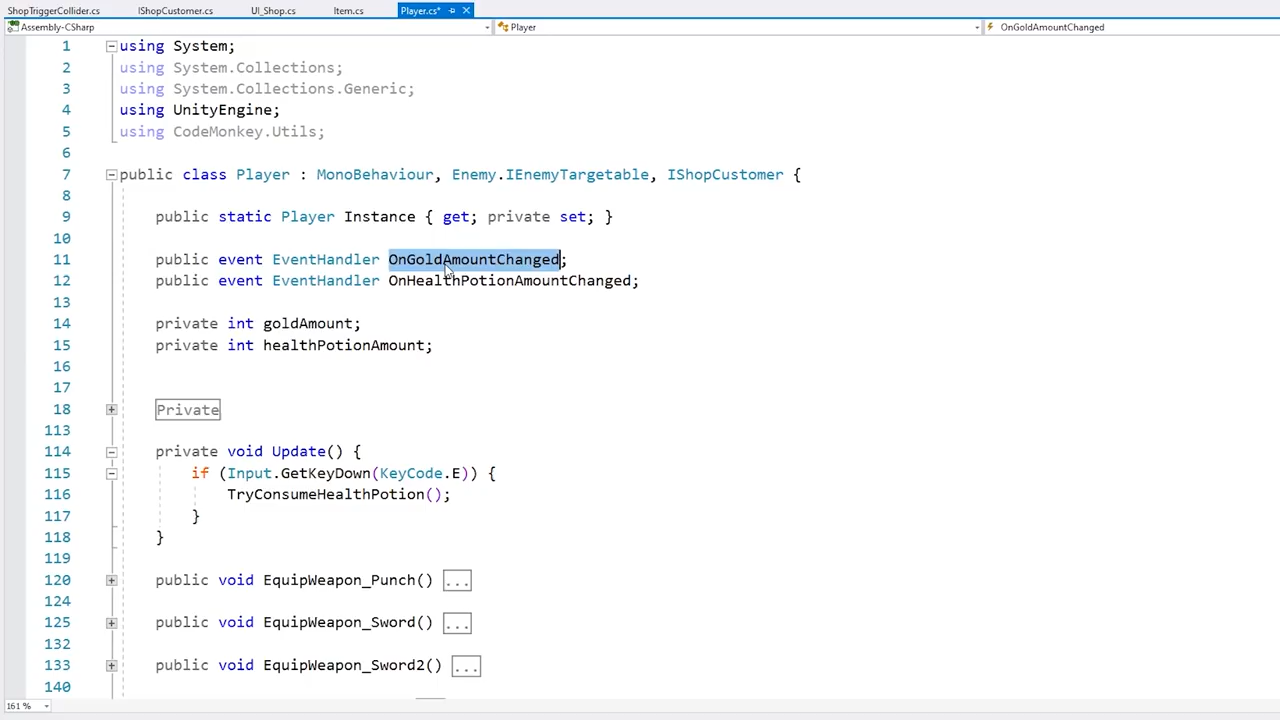 ShopTriggerCollider.cs IShopCustomer.cs UI_Shop.cs Item.cs Player.cs*
Assembly-CSharp Player OnGoldAmountChanged
1 using System;
2 using System.Collections;
3 using System.Collections.Generic;
4 using UnityEngine;
5 using CodeMonkey.Utils;
6
7 public class Player : MonoBehaviour, Enemy.IEnemyTargetable, IShopCustomer {
8
9 public static Player Instance { get; private set; }
10
11 public event EventHandler OnGoldAmountChanged;
12 public event EventHandler OnHealthPotionAmountChanged;
13
14 private int goldAmount;
15 private int healthPotionAmount;
16
17
18 Private
113
114 private void Update() {
115 if (Input.GetKeyDown(KeyCode.E)) {
116 TryConsumeHealthPotion();
117 }
118 }
119
120 public void EquipWeapon_Punch() ...
124
125 public void EquipWeapon_Sword() ...
132
133 public void EquipWeapon_Sword2() ...
140
161 %